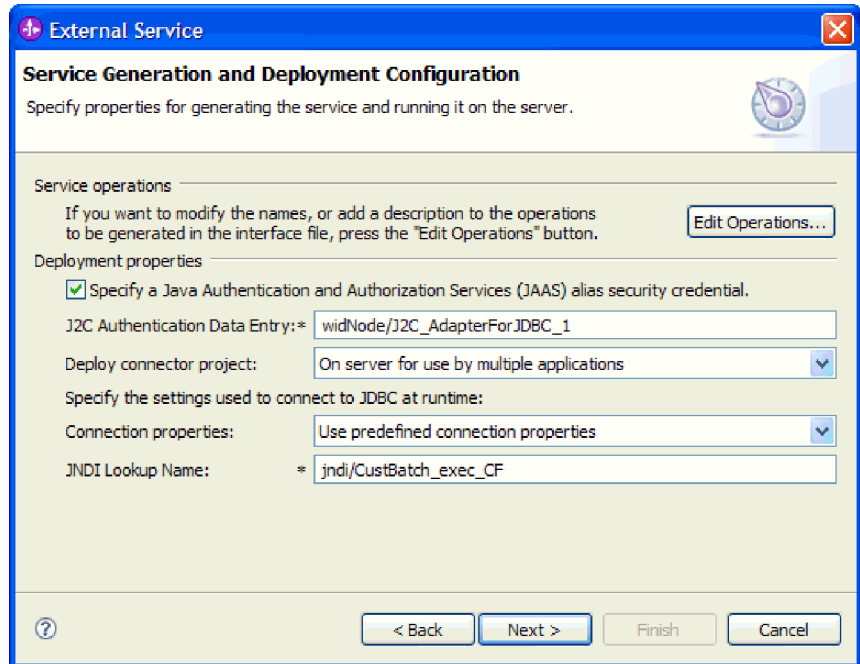 External Service
Service Generation and Deployment Configuration
Specify properties for generating the service and running it on the server.
Service operations
If you want to modify the names, or add a description to the operations
to be generated in the interface file, press the "Edit Operations" button.
Edit Operations...
Deployment properties
Specify a Java Authentication and Authorization Services (JAAS) alias security credential.
J2C Authentication Data Entry:* widNode/J2C_AdapterForJDBC_1
Deploy connector project: On server for use by multiple applications
Specify the settings used to connect to JDBC at runtime:
Connection properties: Use predefined connection properties
JNDI Lookup Name: * jndi/CustBatch_exec_CF
? < Back Next > Finish Cancel